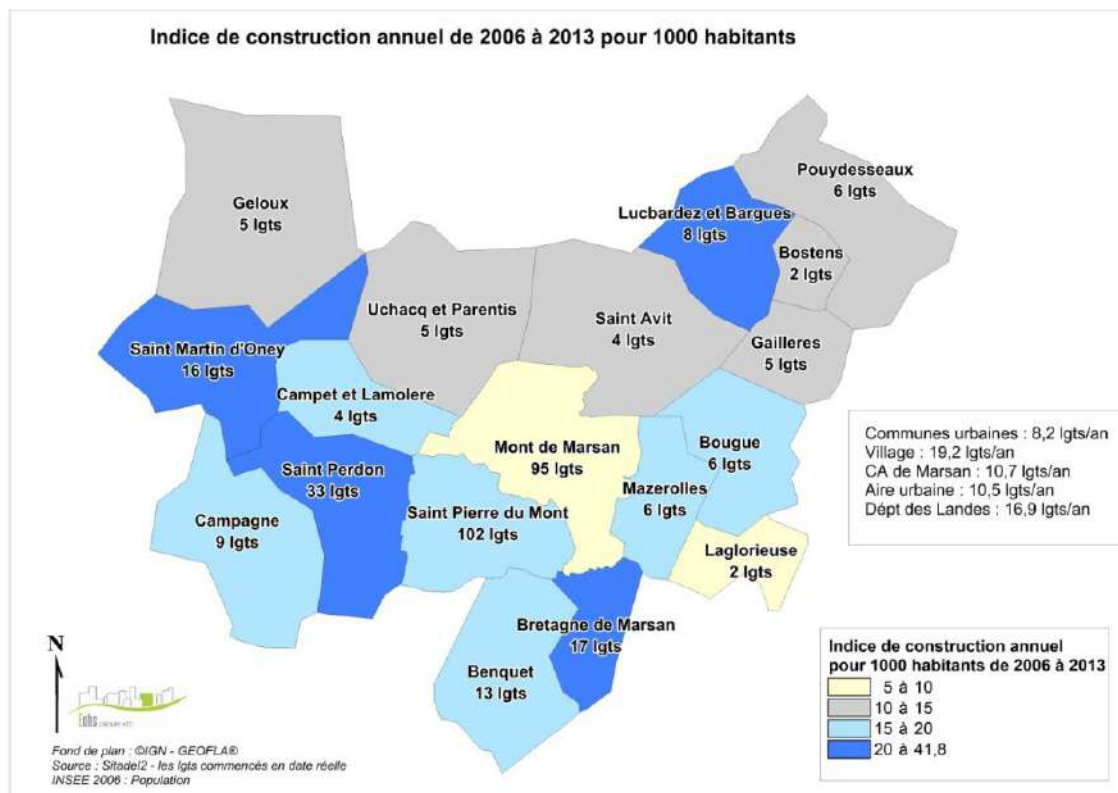 Indice de construction annuel de 2006 à 2013 pour 1000 habitants
Pouydesseaux
6 lgts
Geloux
5 lgts
Lucbardez et Bargues
8 lgts
Bostens
2 lgts
Uchacq et Parentis
5 lgts
Saint Avit
4 lgts
Gailleres
5 lgts
Saint Martin d'Oney
16 lgts
Campet et Lamolere
4 lgts
Mont de Marsan
95 lgts
Bougue
6 lgts
Saint Perdon
33 lgts
Mazerolles
6 lgts
Campagne
9 lgts
Saint Pierre du Mont
102 lgts
Laglorieuse
2 lgts
Bretagne de Marsan
17 lgts
Benquet
13 lgts
Communes urbaines : 8,2 lgts/an
Village : 19,2 lgts/an
CA de Marsan : 10,7 lgts/an
Aire urbaine : 10,5 lgts/an
Dépt des Landes : 16,9 lgts/an
Indice de construction annuel
pour 1000 habitants de 2006 à 2013
5 à 10
10 à 15
15 à 20
20 à 41,8
N
Fond de plan : ©IGN - GEOFLA®
Source : Sitadel2 - les lgts commencés en date réelle
INSEE 2006 : Population